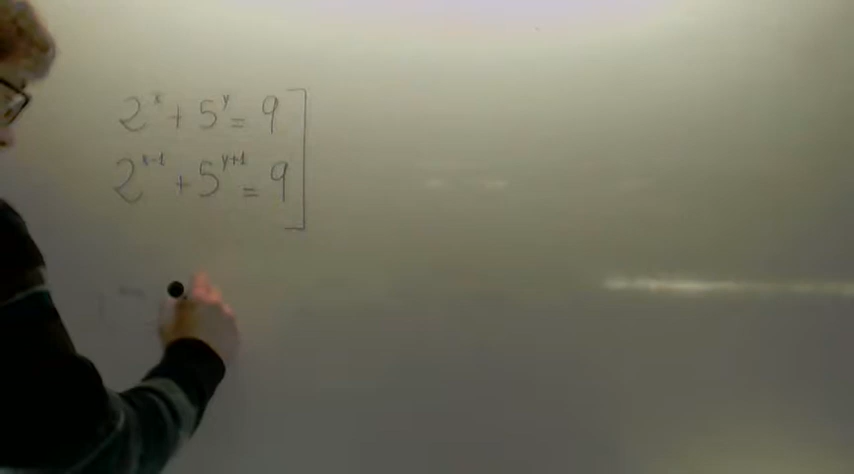 2^x + 5^y = 9
2^{x-1} + 5^{y+1} = 9